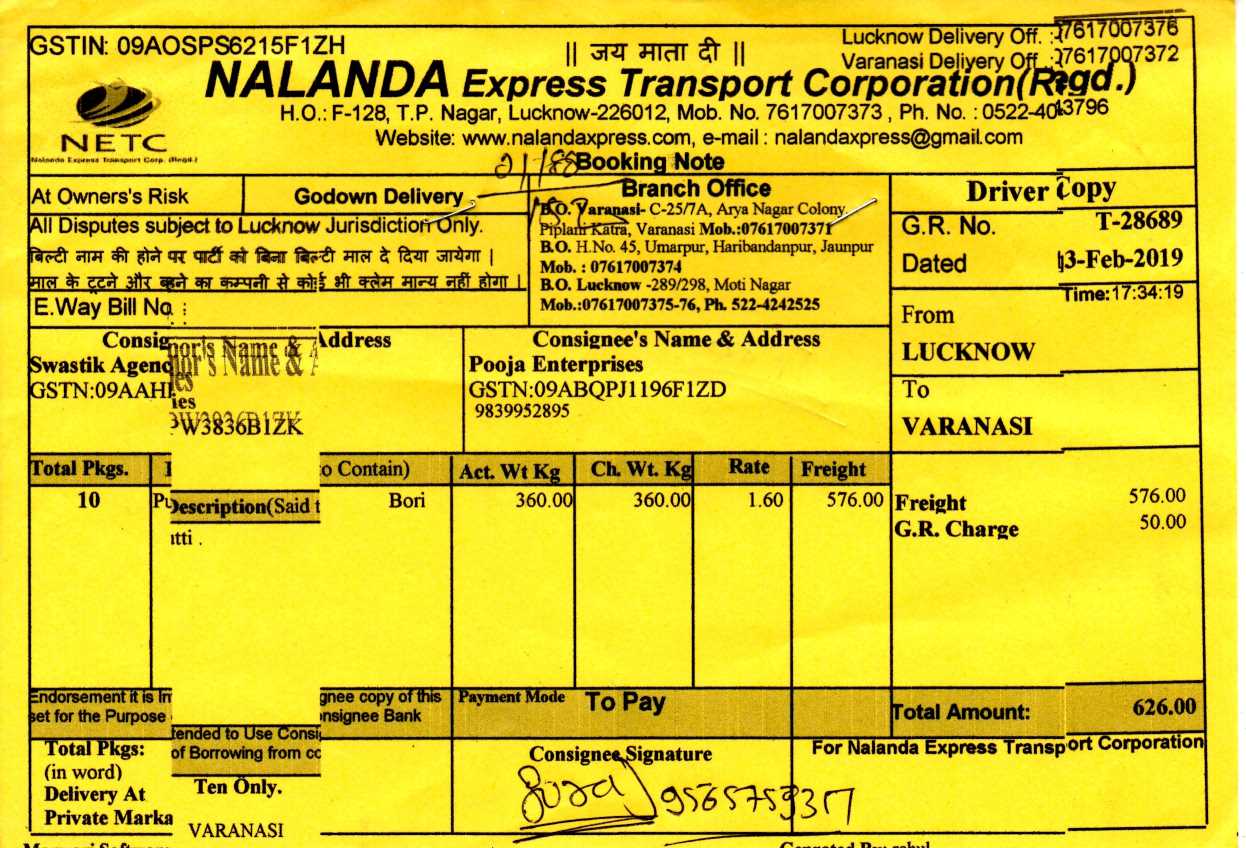 GSTIN: 09AOSPS6215F1ZH
|| जय माता दी ||
Lucknow Delivery Off. :07617007376
Varanasi Delivery Off :07617007372
NALANDA Express Transport Corporation(Regd.)
NETC
Nalanda Express Transport Corp. (Regd.)
H.O.: F-128, T.P. Nagar, Lucknow-226012, Mob. No. 7617007373 , Ph. No. : 0522-4043796
Website: www.nalandaxpress.com, e-mail : nalandaxpress@gmail.com
Booking Note
At Owners's Risk
Godown Delivery
All Disputes subject to Lucknow Jurisdiction Only.
बिल्टी नाम की होने पर पार्टी को बिना बिल्टी माल दे दिया जायेगा |
माल के टूटने और बहने का कम्पनी से कोई भी क्लेम मान्य नहीं होगा |
E.Way Bill No :
Branch Office
B.O. Varanasi- C-25/7A, Arya Nagar Colony
Piplani Katra, Varanasi Mob.:07617007371
B.O. H.No. 45, Umarpur, Haribandanpur, Jaunpur
Mob. : 07617007374
B.O. Lucknow -289/298, Moti Nagar
Mob.:07617007375-76, Ph. 522-4242525
Driver Copy
G.R. No. T-28689
Dated 13-Feb-2019
Time: 17:34:19
From
LUCKNOW
To
VARANASI
Consignor's Name & Address
Swastik Agencies
GSTN:09AAH
W3836B1ZK
Consignee's Name & Address
Pooja Enterprises
GSTN:09ABQPJ1196F1ZD
9839952895
Total Pkgs. Description(Said to Contain) Act. Wt Kg Ch. Wt. Kg Rate Freight
10 Putti . Bori 360.00 360.00 1.60 576.00
Freight 576.00
G.R. Charge 50.00
Endorsement it is Intended to Use Consignee copy of this
set for the Purpose of Borrowing from consignee Bank
Payment Mode To Pay
Total Amount: 626.00
Total Pkgs:
(in word) Ten Only.
Delivery At
Private Marka VARANASI
Consignee,Signature
9565759317
For Nalanda Express Transport Corporation